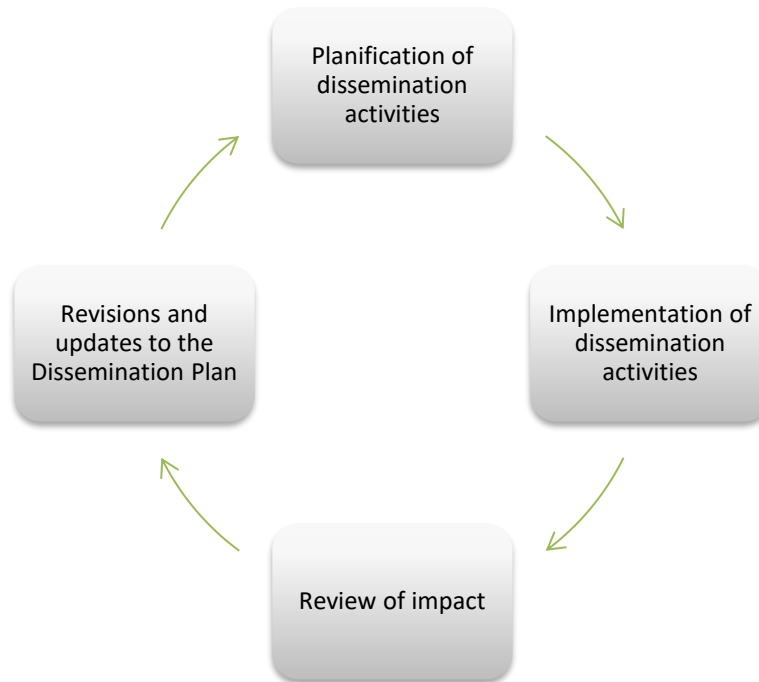 Planification of
dissemination
activities
Implementation of
dissemination
activities
Review of impact
Revisions and
updates to the
Dissemination Plan